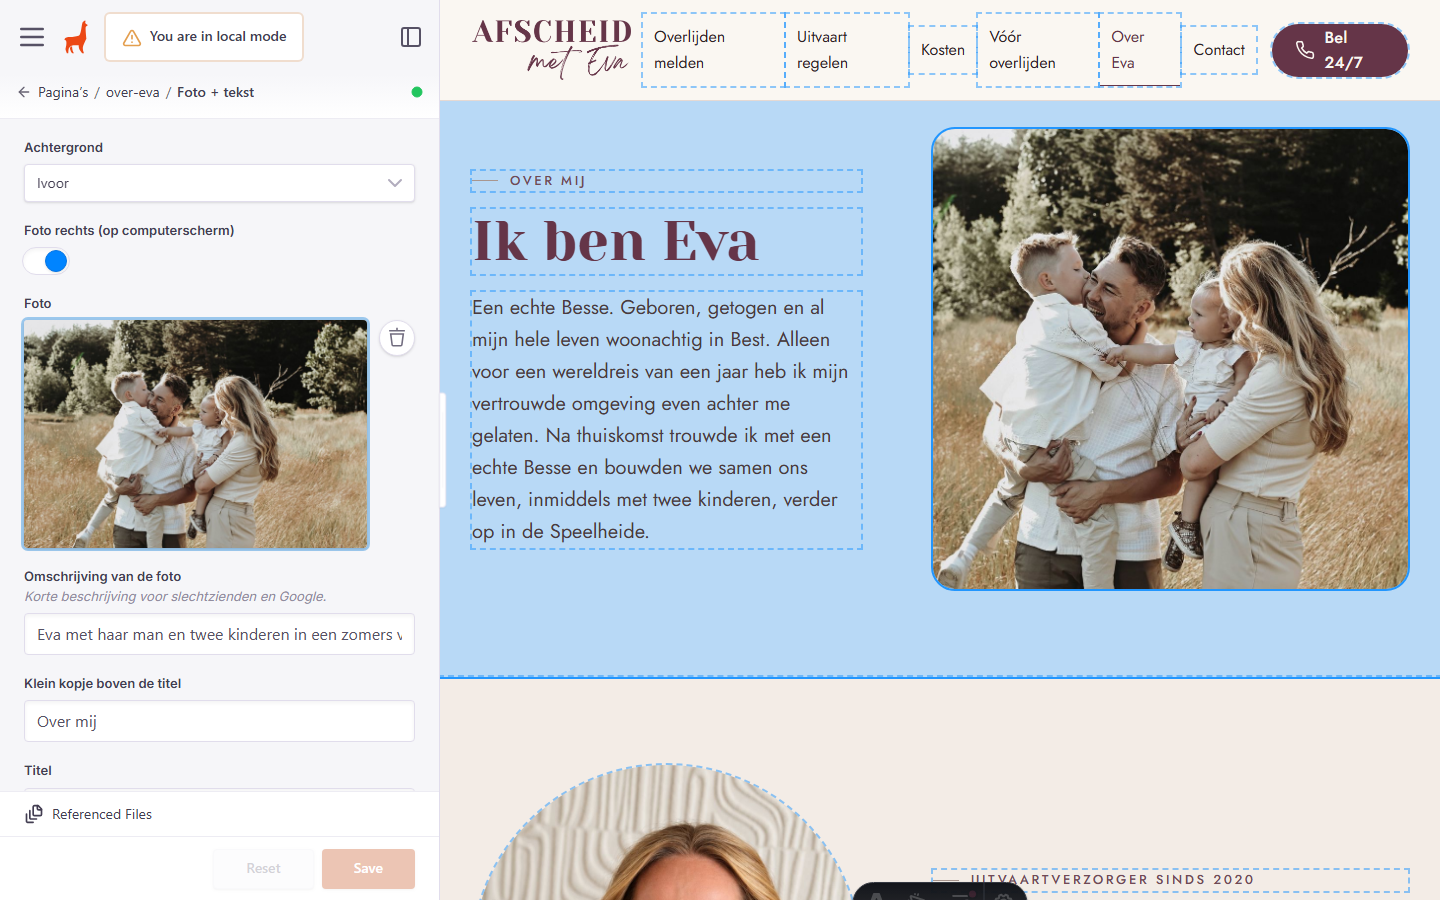 You are in local mode
Pagina's / over-eva / Foto + tekst
Achtergrond
Ivoor
Foto rechts (op computerscherm)
Foto
Omschrijving van de foto
Korte beschrijving voor slechtzienden en Google.
Eva met haar man en twee kinderen in een zomers
Klein kopje boven de titel
Over mij
Titel
Referenced Files
Reset
Save
AFSCHEID
met Eva
Overlijden
melden
Uitvaart
regelen
Kosten
Vóór
overlijden
Over
Eva
Contact
Bel
24/7
OVER MIJ
Ik ben Eva
Een echte Besse. Geboren, getogen en al
mijn hele leven woonachtig in Best. Alleen
voor een wereldreis van een jaar heb ik mijn
vertrouwde omgeving even achter me
gelaten. Na thuiskomst trouwde ik met een
echte Besse en bouwden we samen ons
leven, inmiddels met twee kinderen, verder
op in de Speelheide.
UITVAARTVERZORGER SINDS 2020